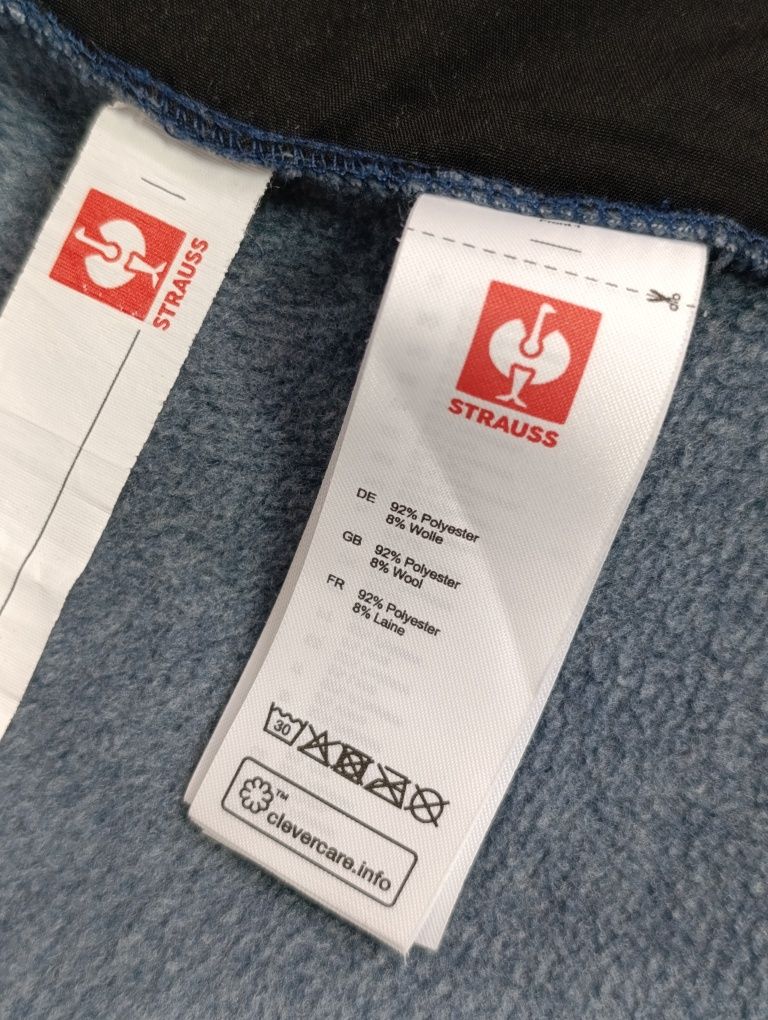 STRAUSS
STRAUSS
DE 92% Polyester
8% Wolle
GB 92% Polyester
8% Wool
FR 92% Polyester
8% Laine
30
™
clevercare.info